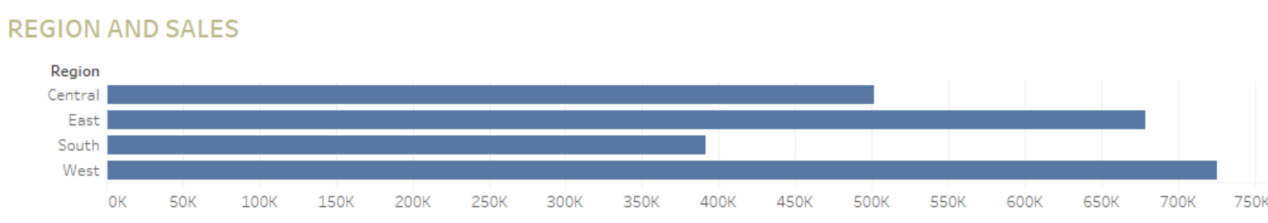 REGION AND SALES
Region
Central
East
South
West
0K 50K 100K 150K 200K 250K 300K 350K 400K 450K 500K 550K 600K 650K 700K 750K